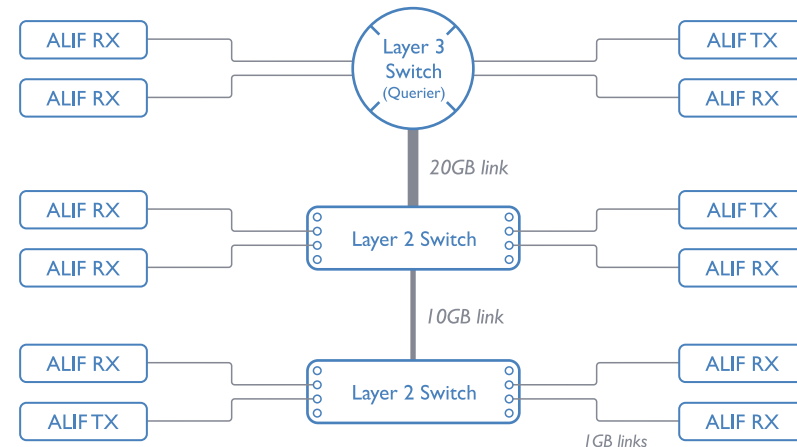 ALIF RX
Layer 3
Switch
(Querier)
ALIF TX
ALIF RX
ALIF RX
20GB link
ALIF RX
Layer 2 Switch
ALIF TX
ALIF RX
ALIF RX
10GB link
ALIF RX
Layer 2 Switch
ALIF RX
ALIF TX
ALIF RX
1GB links